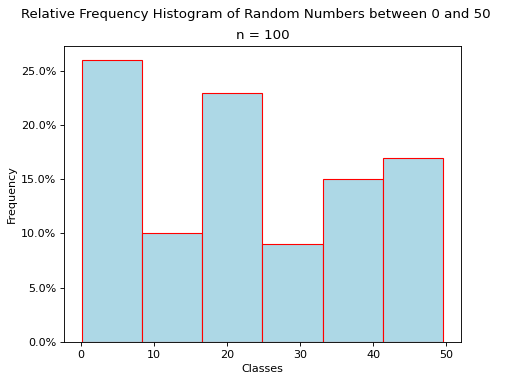 Relative Frequency Histogram of Random Numbers between 0 and 50
n = 100
25.0%
20.0%
15.0%
10.0%
5.0%
0.0%
Frequency
0 10 20 30 40 50
Classes